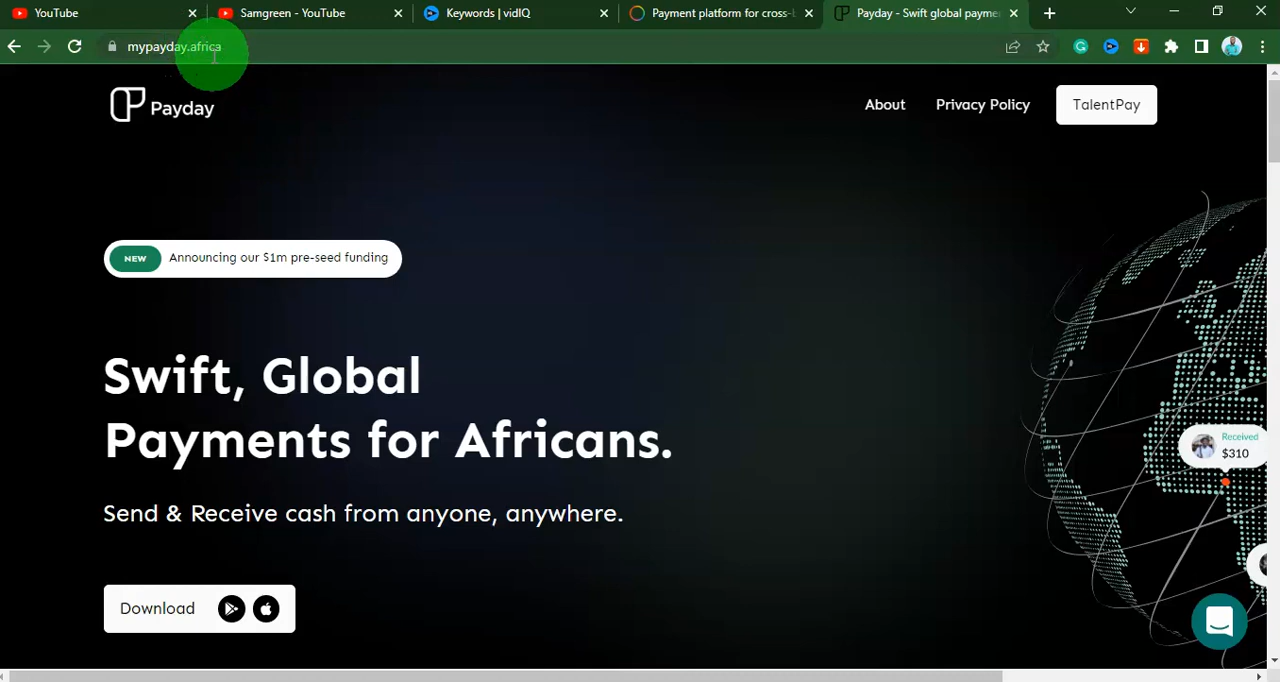 YouTube
Samgreen - YouTube
Keywords | vidIQ
Payment platform for cross-
Payday - Swift global payme
mypayday.africa
Payday
About
Privacy Policy
TalentPay
NEW Announcing our $1m pre-seed funding
Swift, Global
Payments for Africans.
Received
$310
Send & Receive cash from anyone, anywhere.
Download